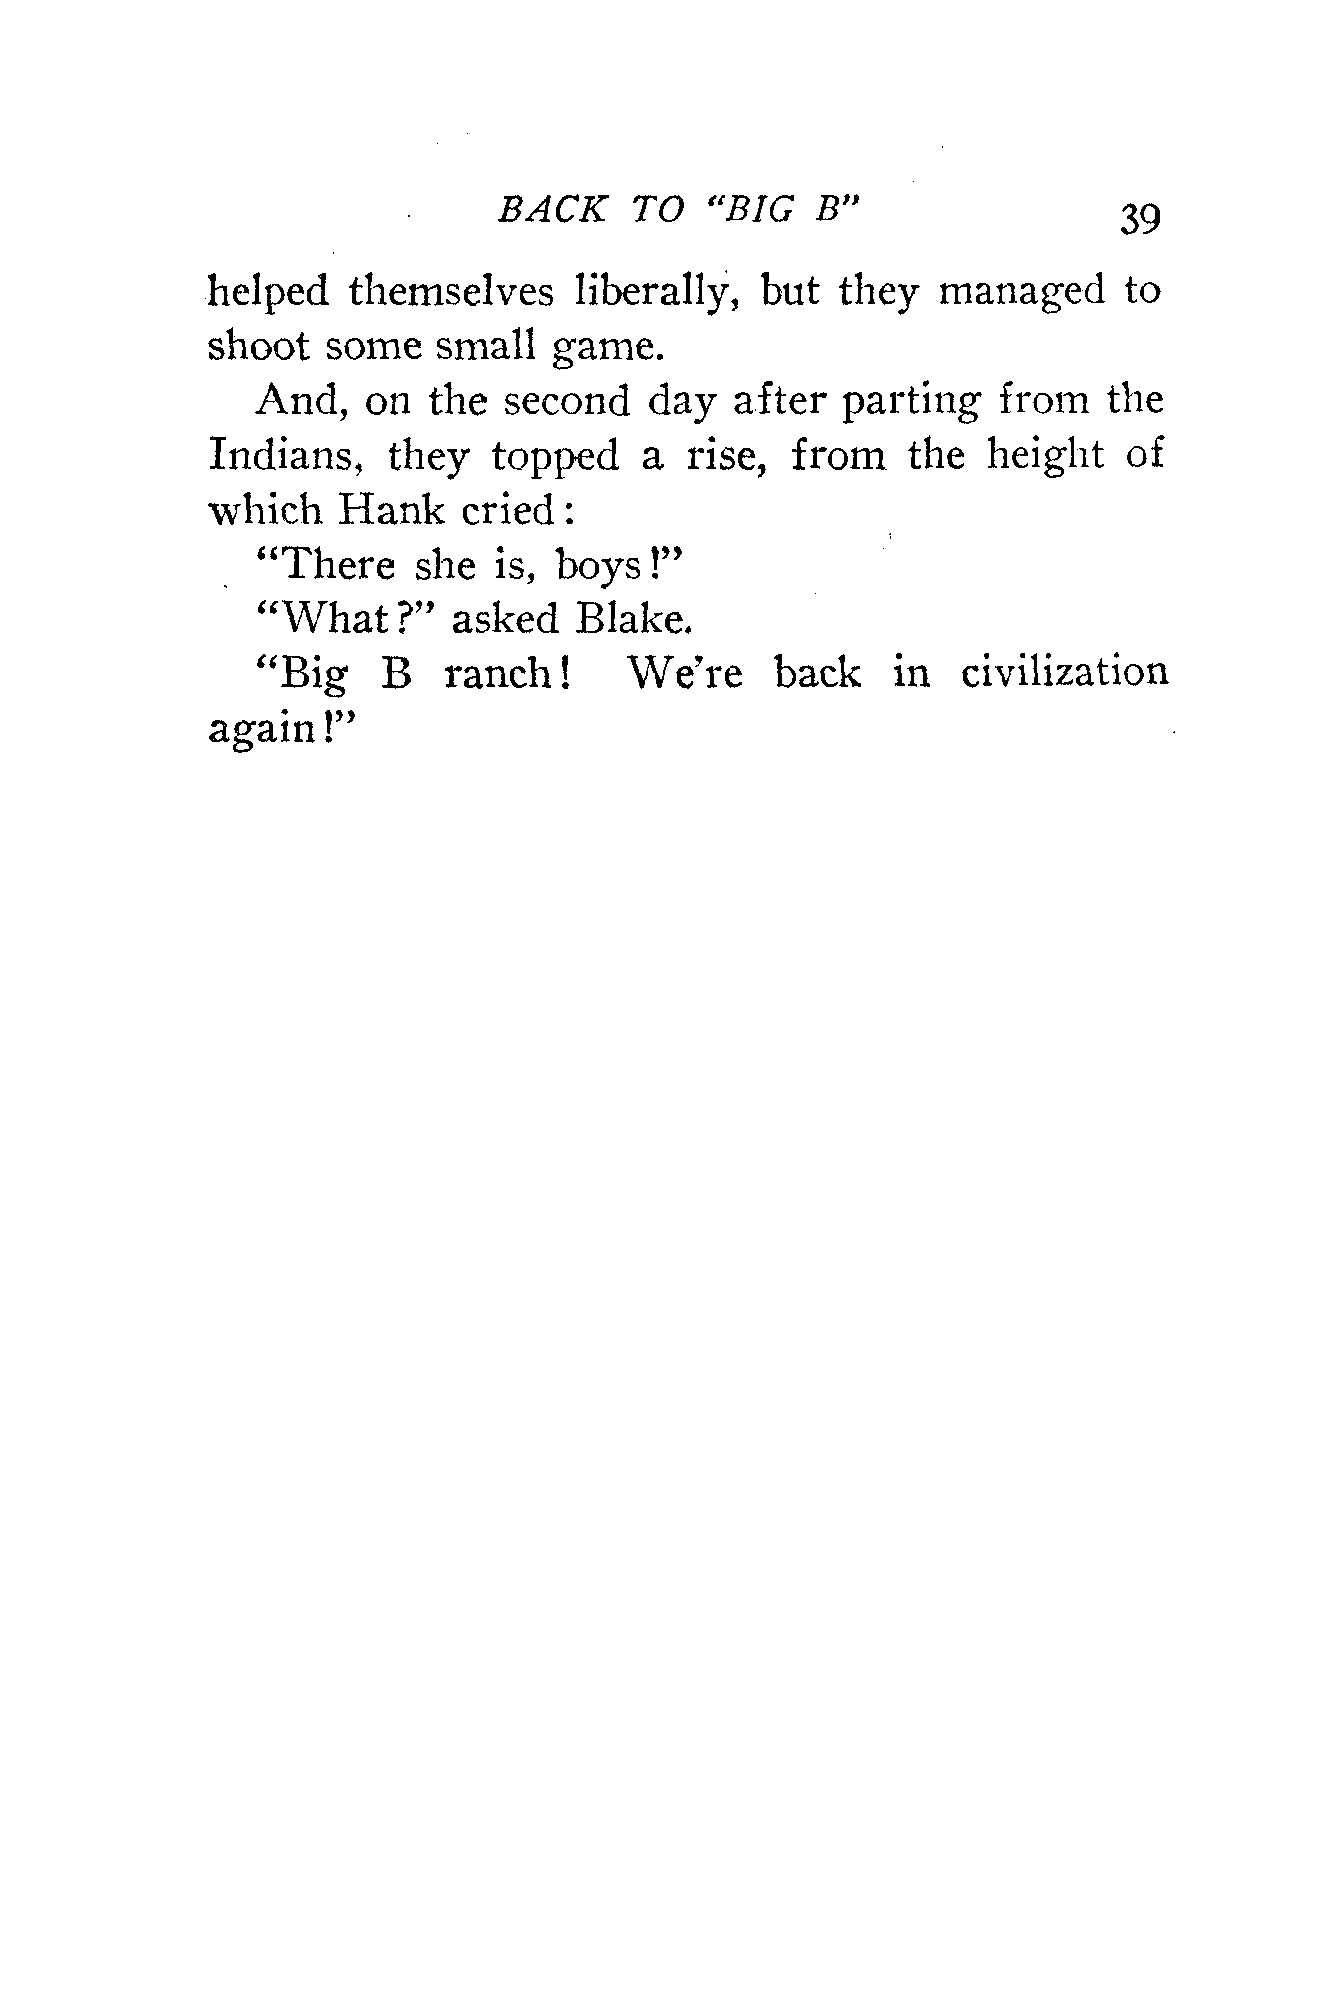 BACK TO "BIG B" 39
helped themselves liberally, but they managed to
shoot some small game.
And, on the second day after parting from the
Indians, they topped a rise, from the height of
which Hank cried:
"There she is, boys!"
"What?" asked Blake.
"Big B ranch! We're back in civilization
again!"